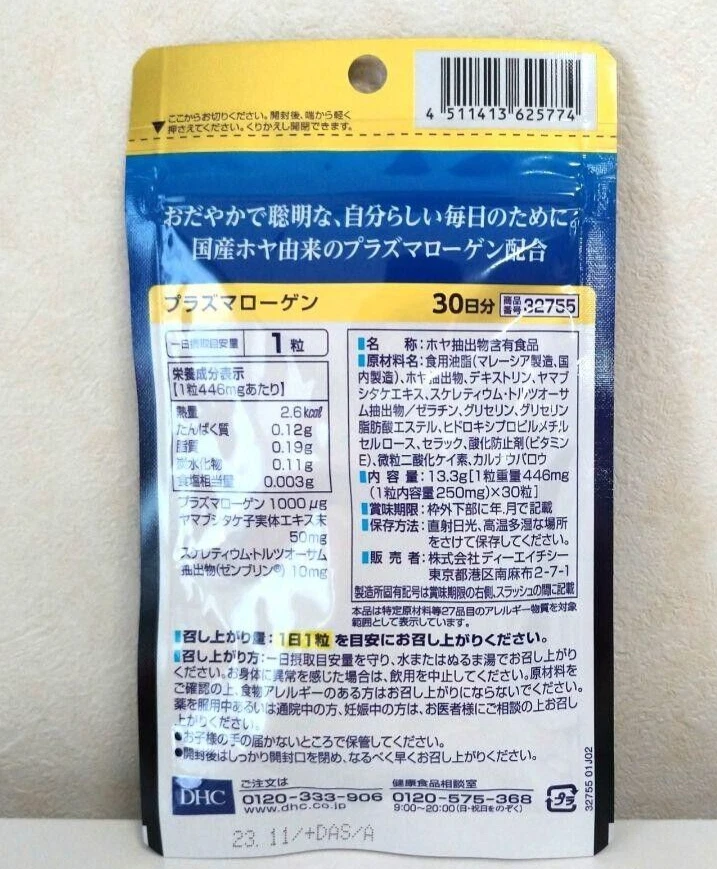 ここからお切りください。開封後、端から軽く
押さえてください。くりかえし開閉できます。
4 511413 625774
おだやかで聡明な、自分らしい毎日のために。
国産ホヤ由来のプラズマローゲン配合
プラズマローゲン 30日分 商品番号 32755
一日摂取目安量 1粒
栄養成分表示
[1粒446mgあたり]
熱量 2.6kcal
たんぱく質 0.12g
脂質 0.19g
炭水化物 0.11g
食塩相当量 0.003g
プラズマローゲン 1000μg
ヤマブシタケ子実体エキス末
50mg
スケレティウム・トルツオーサム
抽出物(ゼンブリン®) 10mg
名 称:ホヤ抽出物含有食品
原材料名:食用油脂(マレーシア製造、国
内製造)、ホヤ抽出物、デキストリン、ヤマブ
シタケエキス、スケレティウム・トルツオーサ
ム抽出物/ゼラチン、グリセリン、グリセリン
脂肪酸エステル、ヒドロキシプロピルメチル
セルロース、セラック、酸化防止剤(ビタミン
E)、微粒二酸化ケイ素、カルナウバロウ
内 容 量:13.3g[1粒重量446mg
(1粒内容量250mg)×30粒]
賞味期限:枠外下部に年.月で記載
保存方法:直射日光、高温多湿な場所
をさけて保存してください。
販 売 者:株式会社ディーエイチシー
東京都港区南麻布2-7-1
製造所固有記号は賞味期限の右側、スラッシュの間に記載
本品は特定原材料等27品目のアレルギー物質を対象
範囲として表示しています。
召し上がり量:1日1粒を目安にお召し上がりください。
召し上がり方:一日摂取目安量を守り、水またはぬるま湯でお召し上がり
ください。お身体に異常を感じた場合は、飲用を中止してください。原材料を
ご確認の上、食物アレルギーのある方はお召し上がりにならないでください。
薬を服用中あるいは通院中の方、妊娠中の方は、お医者様にご相談の上お召し
上がりください。
●お子様の手の届かないところで保管してください。
●開封後はしっかり開封口を閉め、なるべく早くお召し上がりください。
DHC
ご注文は
0120-333-906
www.dhc.co.jp
健康食品相談室
0120-575-368
9:00~20:00(日・祝日をのぞく)
プラ
32755 01J02
23. 11/+DAS/A